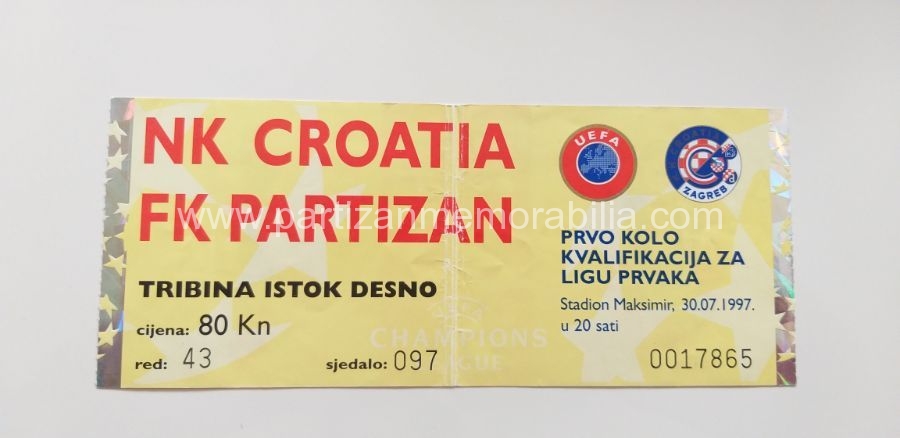 NK CROATIA
FK PARTIZAN
www.partizanmemorabilia.com
TRIBINA ISTOK DESNO
cijena: 80 Kn
red: 43 sjedalo: 097
CHAMPIONS
LEAGUE
UEFA
CROATIA
ZAGREB
PRVO KOLO
KVALIFIKACIJA ZA
LIGU PRVAKA
Stadion Maksimir, 30.07.1997.
u 20 sati
0017865